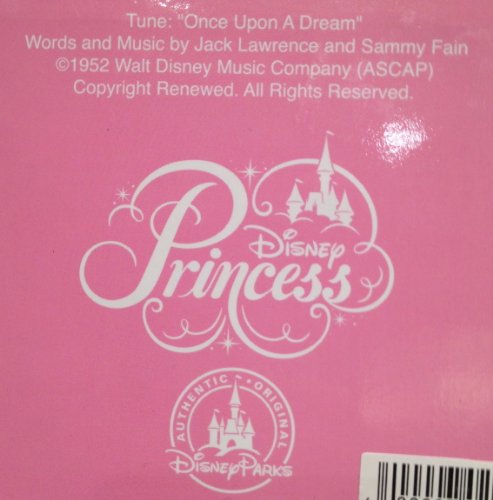 Tune: "Once Upon A Dream"
Words and Music by Jack Lawrence and Sammy Fain
©1952 Walt Disney Music Company (ASCAP)
Copyright Renewed. All Rights Reserved.
Disney
Princess
AUTHENTIC · ORIGINAL
Disney Parks